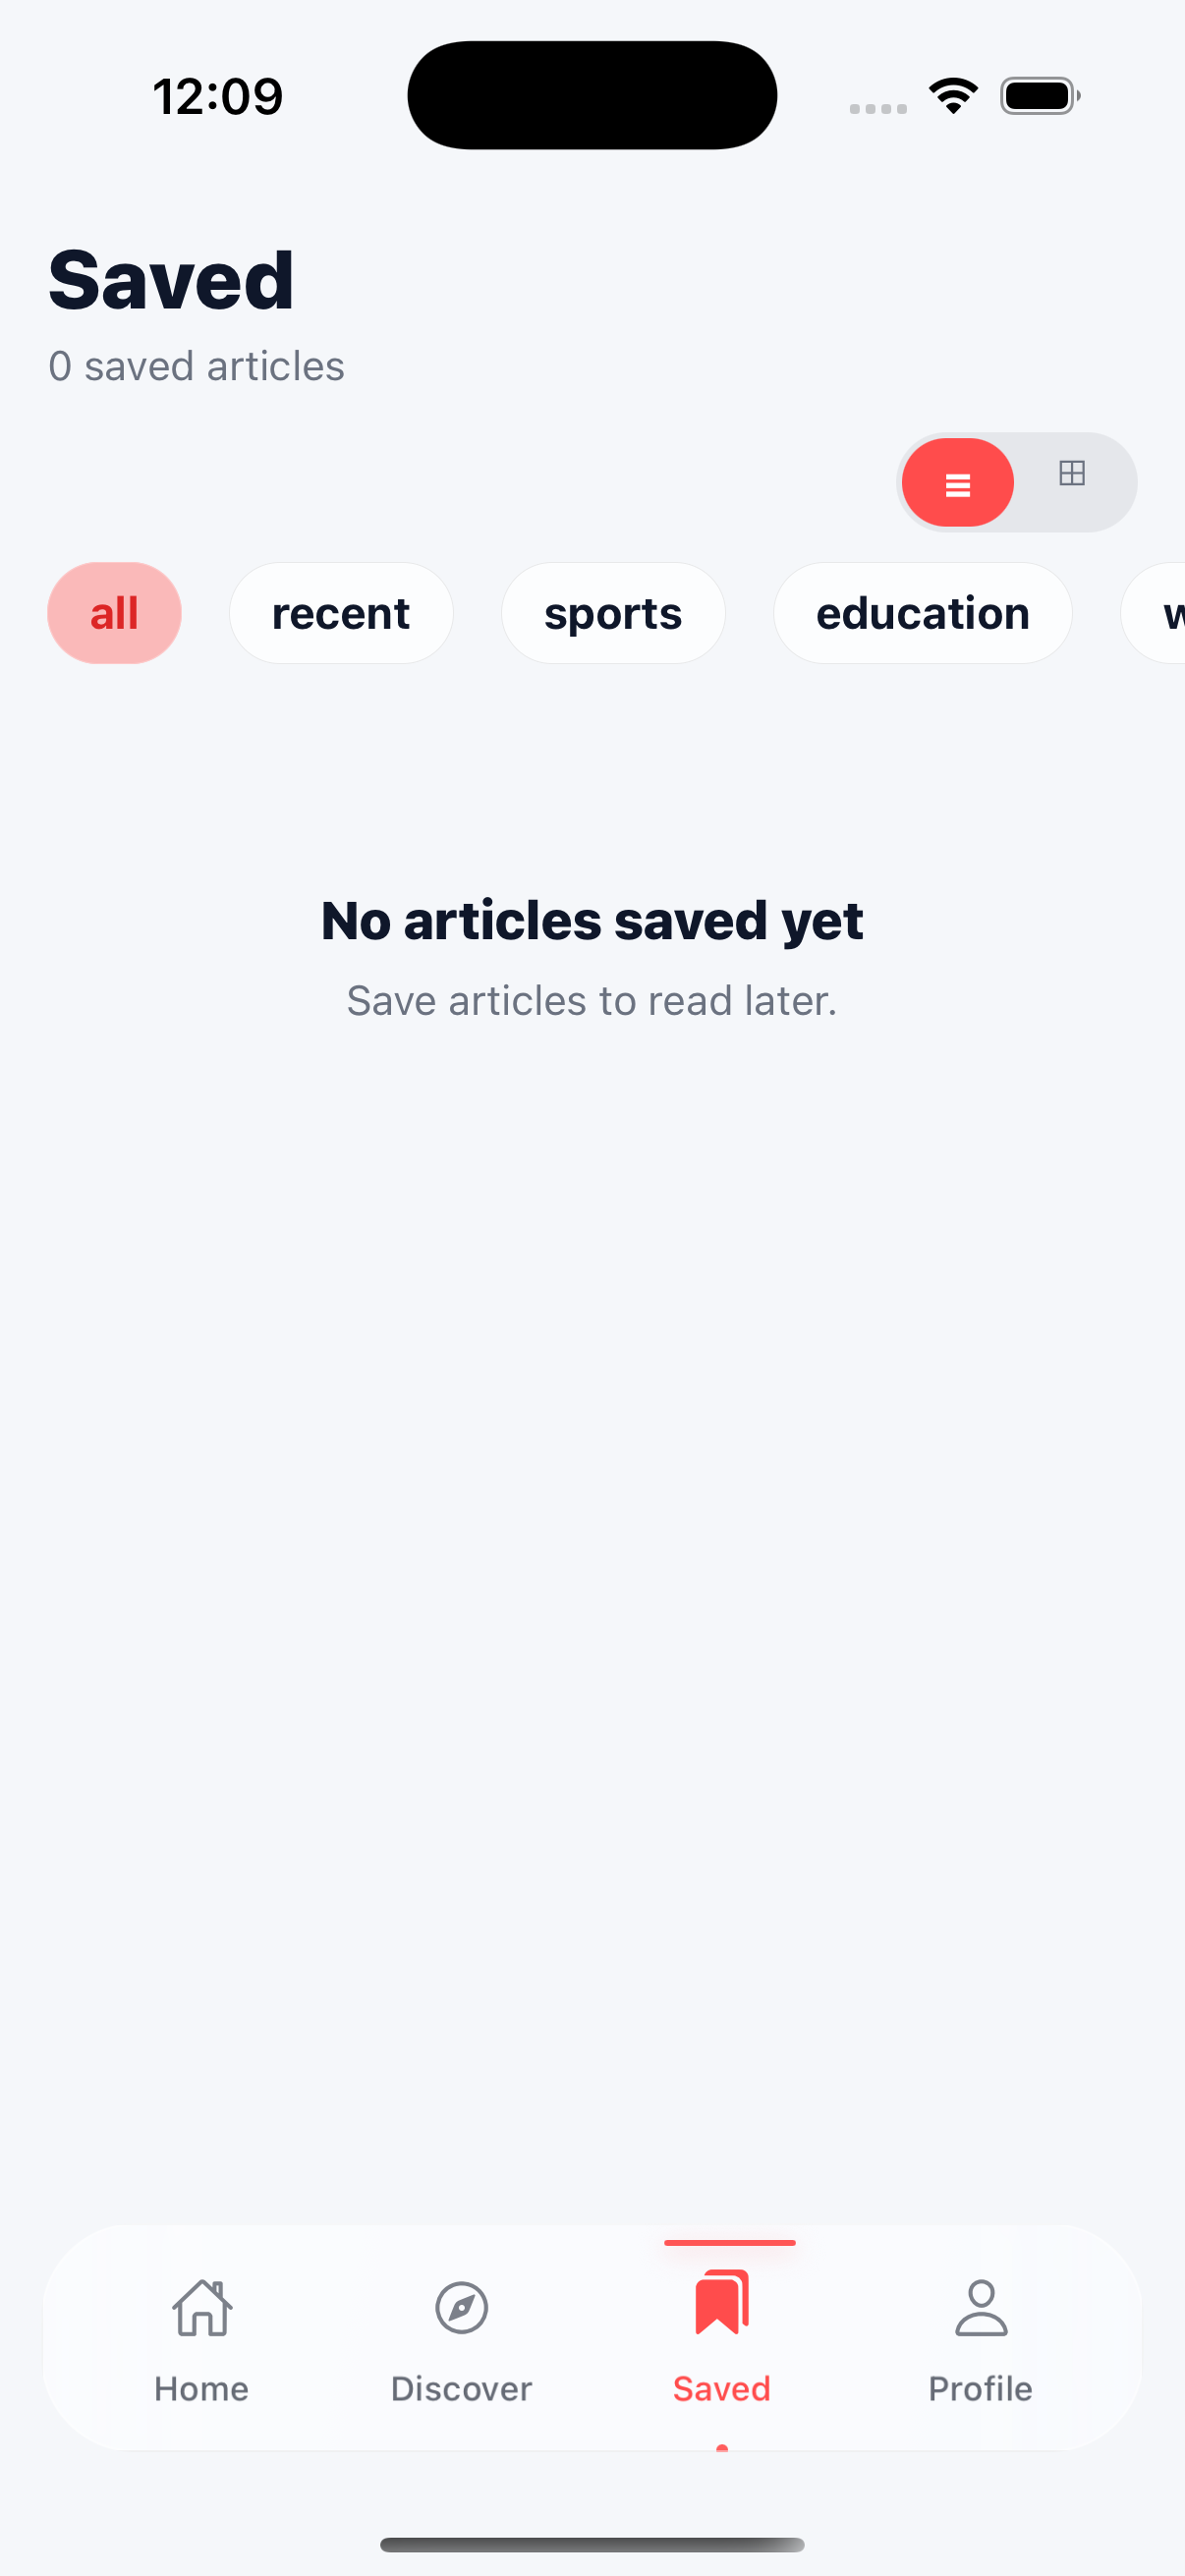 12:09
Saved
0 saved articles
all recent sports education w
No articles saved yet
Save articles to read later.
Home Discover Saved Profile